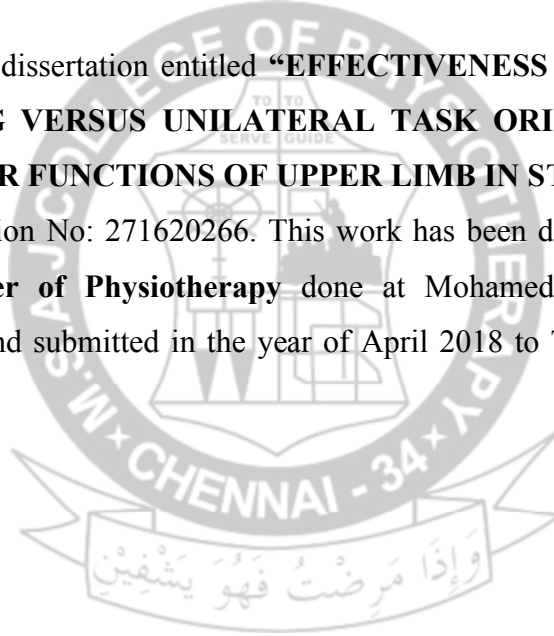 dissertation entitled “EFFECTIVENESS
G VERSUS UNILATERAL TASK ORI
R FUNCTIONS OF UPPER LIMB IN ST
ion No: 271620266. This work has been d
er of Physiotherapy done at Mohamed
nd submitted in the year of April 2018 to T
M.S.A.J COLLEGE OF PHYSIOTHERAPY
TO TO
SERVE GUIDE
CHENNAI - 34
وَإِذَا مَرِضْتُ فَهُوَ يَشْفِيْنِ